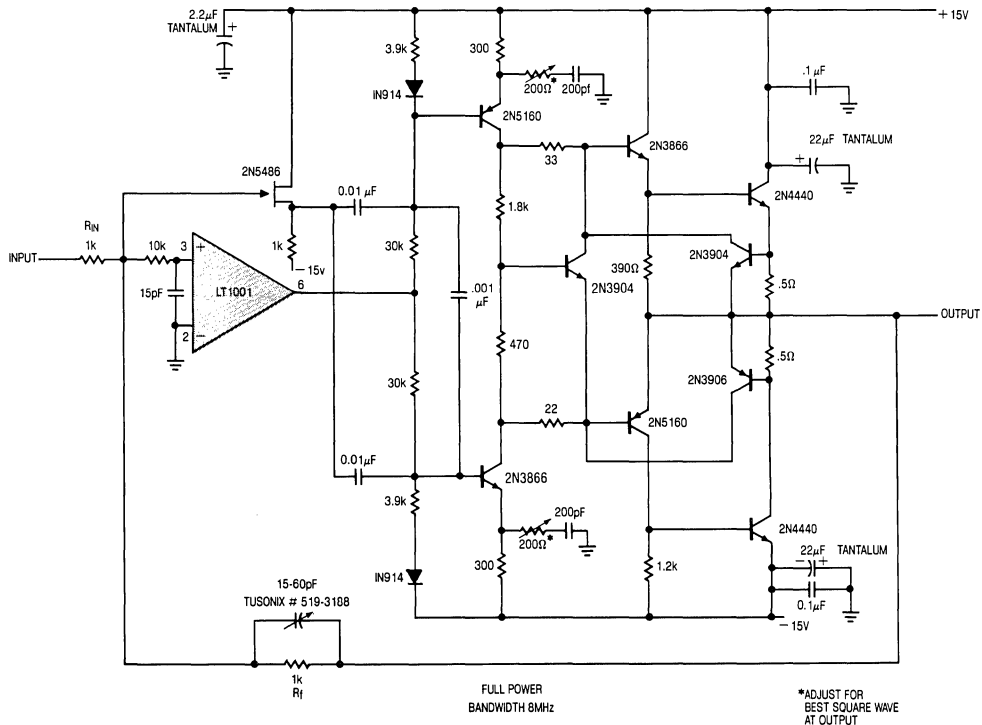 2.2μF
TANTALUM
+
+15V
3.9k
300
200Ω*
200pf
IN914
2N5160
.1μF
22μF TANTALUM
+
2N5486
33
2N3866
2N4440
0.01μF
1.8k
RIN
1k
INPUT
10k
3
+
1k
-15v
30k
390Ω
2N3904
2N3904
.5Ω
15pF
LT1001
6
.001
μF
OUTPUT
2
-
470
.5Ω
30k
2N3906
22
2N5160
0.01μF
2N3866
3.9k
200pF
200Ω*
2N4440
300
1.2k
22μF
TANTALUM
- +
0.1μF
IN914
-15V
15-60pF
TUSONIX # 519-3188
1k
Rf
FULL POWER
BANDWIDTH 8MHz
*ADJUST FOR
BEST SQUARE WAVE
AT OUTPUT